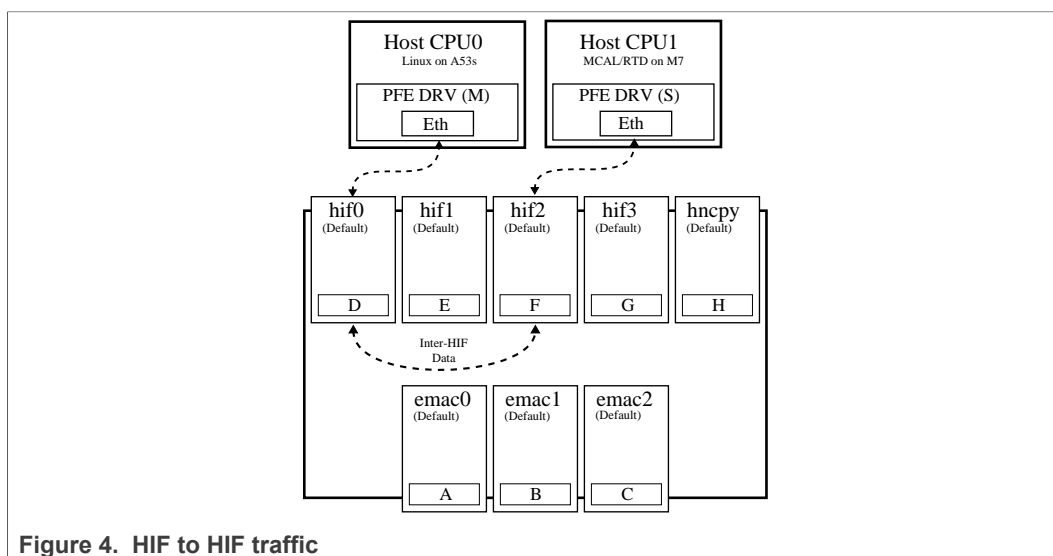 Host CPU0
Linux on A53s
PFE DRV (M)
Eth
Host CPU1
MCAL/RTD on M7
PFE DRV (S)
Eth
hif0
(Default)
D
hif1
(Default)
E
hif2
(Default)
F
hif3
(Default)
G
hncpy
(Default)
H
Inter-HIF
Data
emac0
(Default)
A
emac1
(Default)
B
emac2
(Default)
C
Figure 4. HIF to HIF traffic